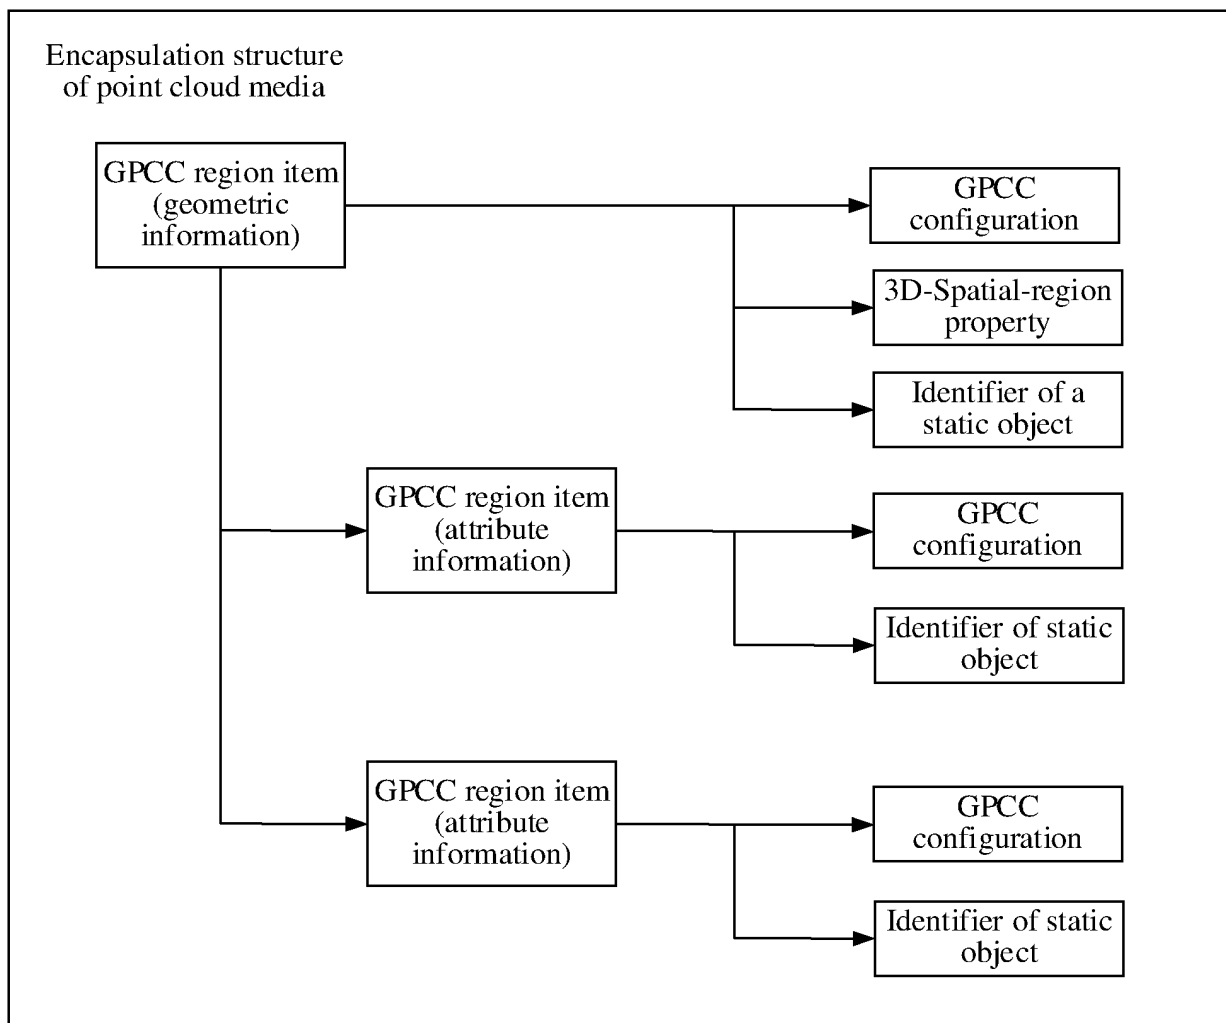 Encapsulation structure
of point cloud media
GPCC region item
(geometric
information)
GPCC
configuration
3D-Spatial-region
property
Identifier of a
static object
GPCC region item
(attribute
information)
GPCC
configuration
Identifier of static
object
GPCC region item
(attribute
information)
GPCC
configuration
Identifier of static
object